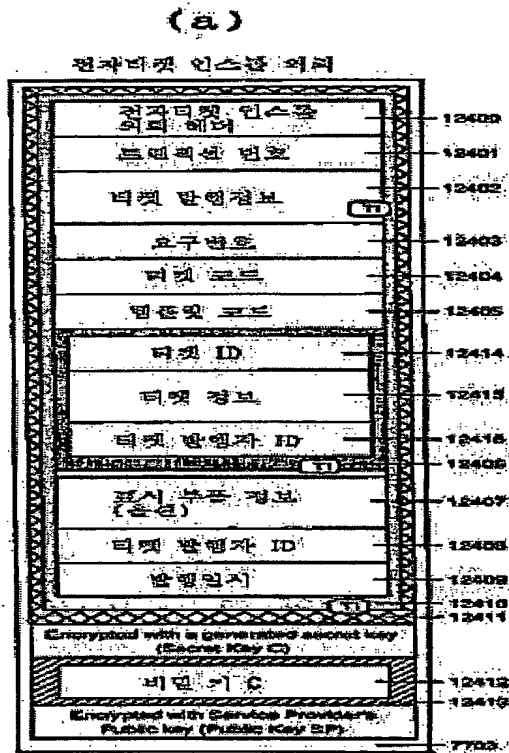 (a)
전자티켓 인스톨 의뢰
전자티켓 인스톨
의뢰 헤더
12400
트랜잭션 번호
12401
티켓 발행정보
12402
TI
요구번호
12403
티켓 코드
12404
템플릿 코드
12405
티켓 ID
12414
티켓 정보
12415
티켓 발행자 ID
12416
TI
12406
표시 부품 정보
(옵션)
12407
티켓 발행자 ID
12408
발행일시
12409
TI
12410
12411
Encrypted with a generated secret key
(Secret Key C)
비밀 키 C
12412
12413
Encrypted with Service Provider's
Public key (Public Key SP)
7703